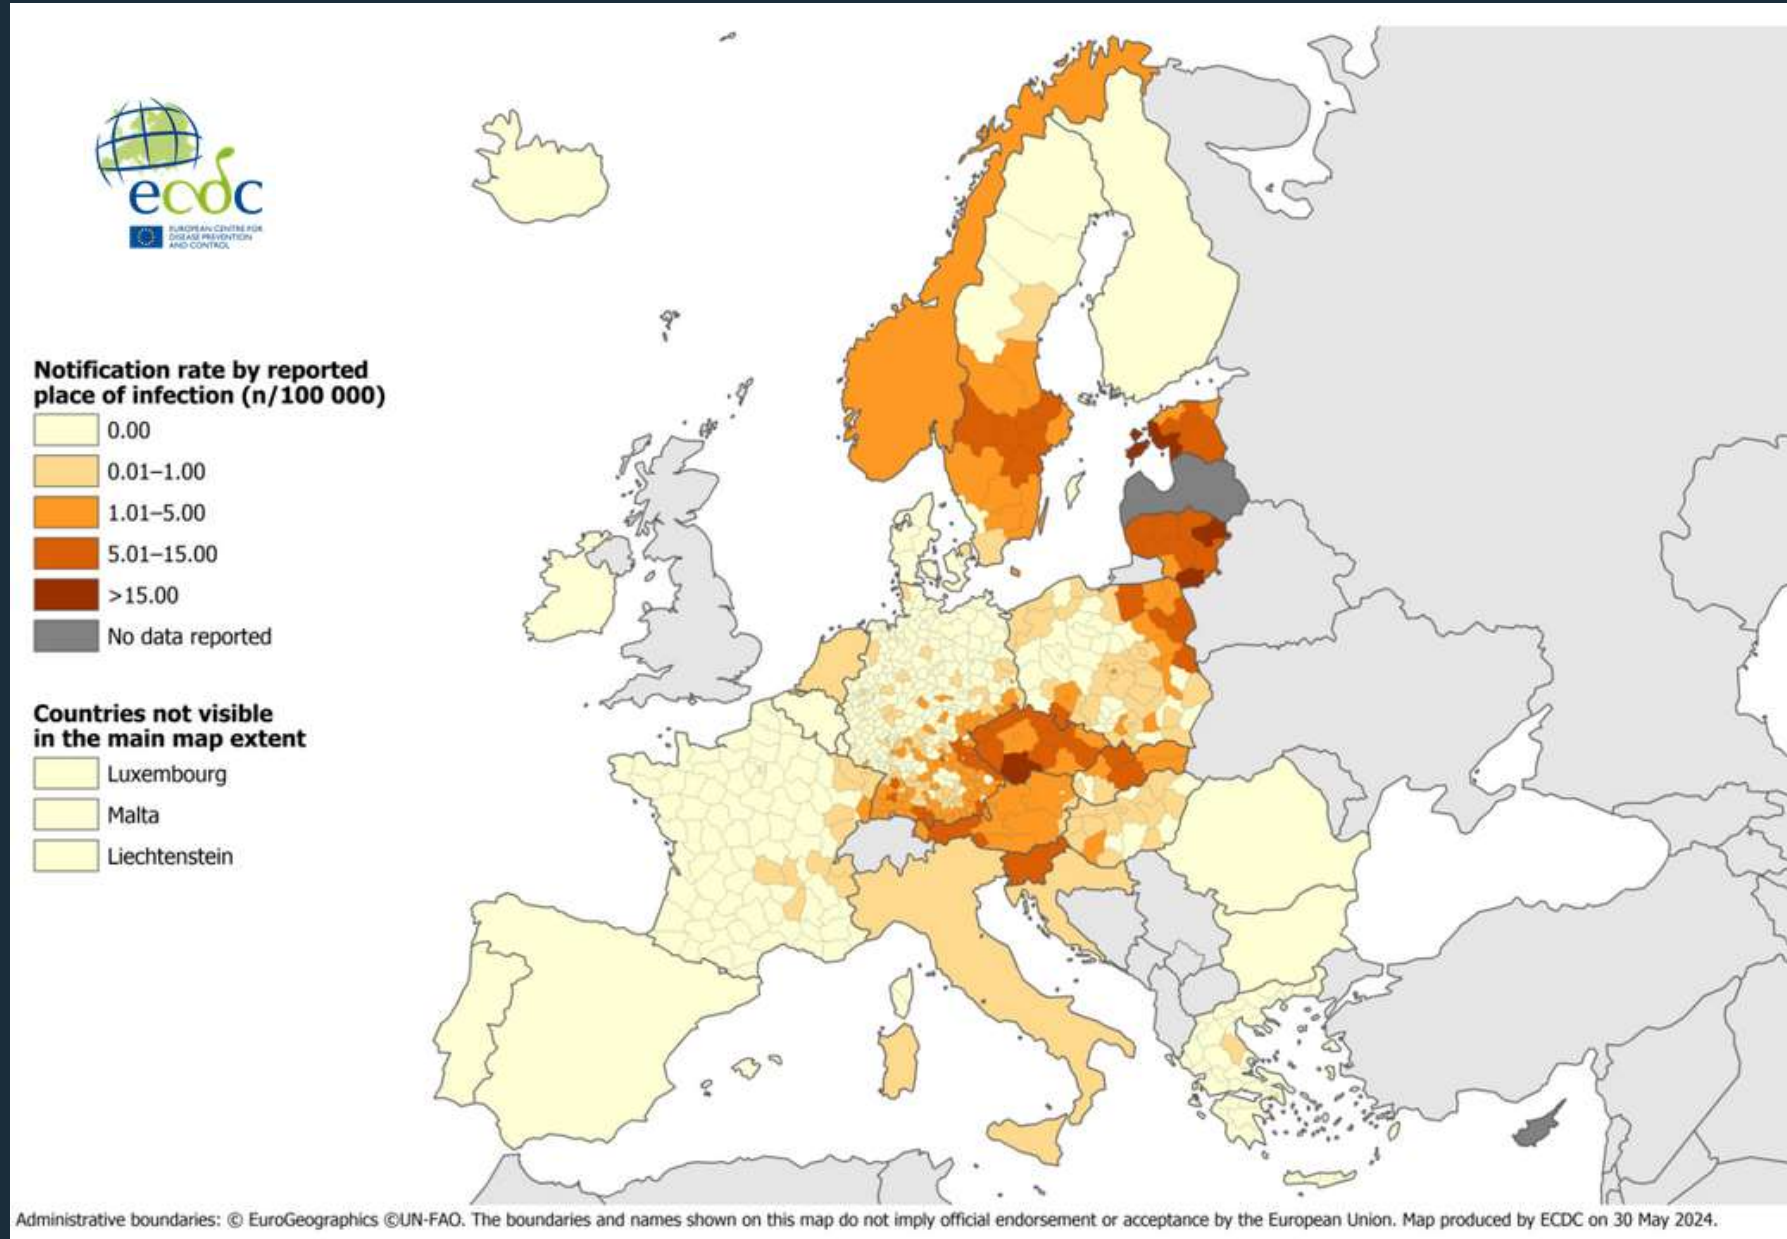 ecdc
EUROPEAN CENTRE FOR
DISEASE PREVENTION
AND CONTROL
Notification rate by reported
place of infection (n/100 000)
0.00
0.01–1.00
1.01–5.00
5.01–15.00
>15.00
No data reported
Countries not visible
in the main map extent
Luxembourg
Malta
Liechtenstein
Administrative boundaries: © EuroGeographics ©UN-FAO. The boundaries and names shown on this map do not imply official endorsement or acceptance by the European Union. Map produced by ECDC on 30 May 2024.